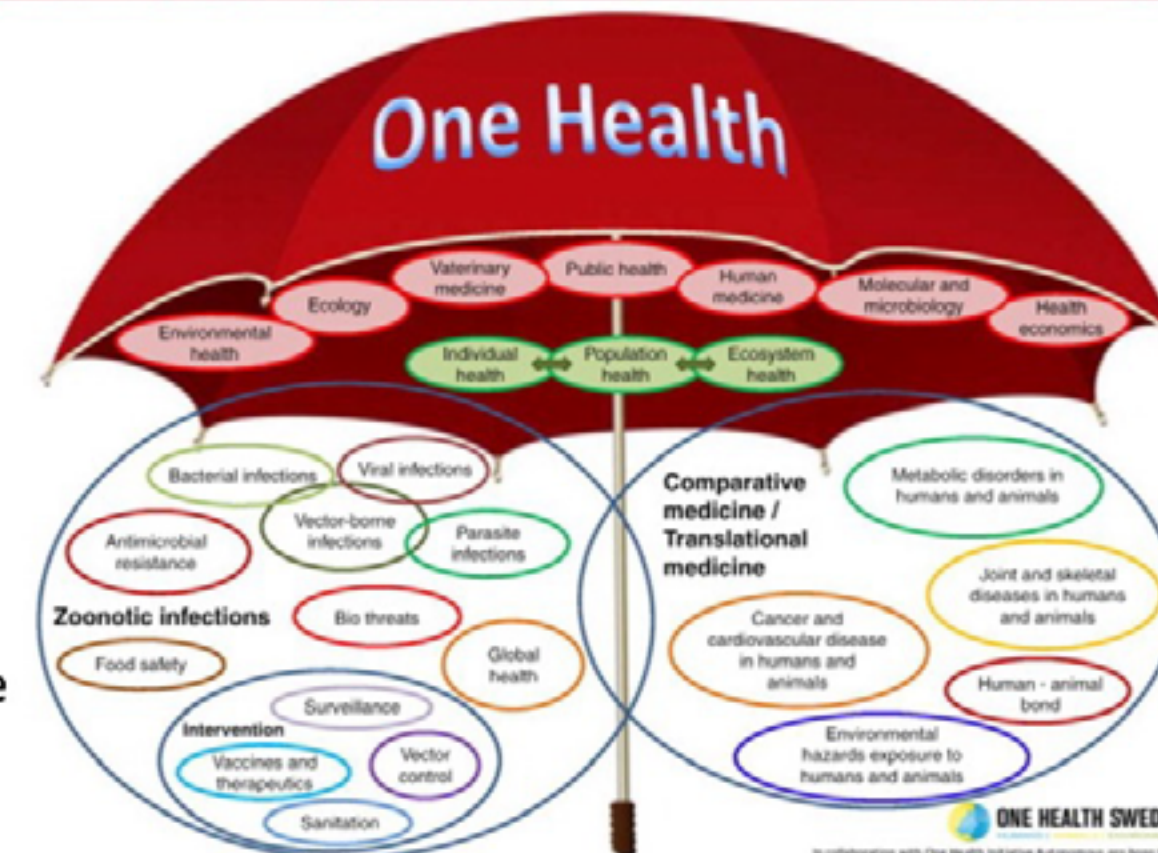 One Health
Environmental
health
Ecology
Vaterinary
medicine
Public health
Human
medicine
Molecular and
microbiology
Health
economics
Individual
health
Population
health
Ecosystem
health
Bacterial infections
Viral infections
Vector-borne
infections
Parasite
infections
Antimicrobial
resistance
Zoonotic infections
Bio threats
Food safety
Global
health
Surveillance
Intervention
Vaccines and
therapeutics
Vector
control
Sanitation
Comparative
medicine /
Translational
medicine
Metabolic disorders in
humans and animals
Joint and skeletal
diseases in humans
and animals
Cancer and
cardiovascular disease
in humans and
animals
Human - animal
bond
Environmental
hazards exposure to
humans and animals
e
ONE HEALTH SWED